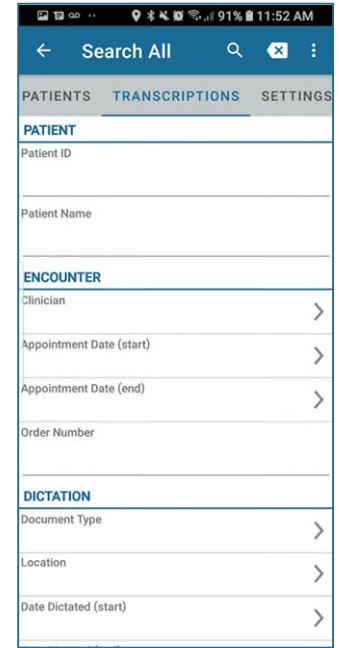 91% 11:52 AM
Search All
PATIENTS TRANSCRIPTIONS SETTINGS
PATIENT
Patient ID
Patient Name
ENCOUNTER
Clinician
Appointment Date (start)
Appointment Date (end)
Order Number
DICTATION
Document Type
Location
Date Dictated (start)